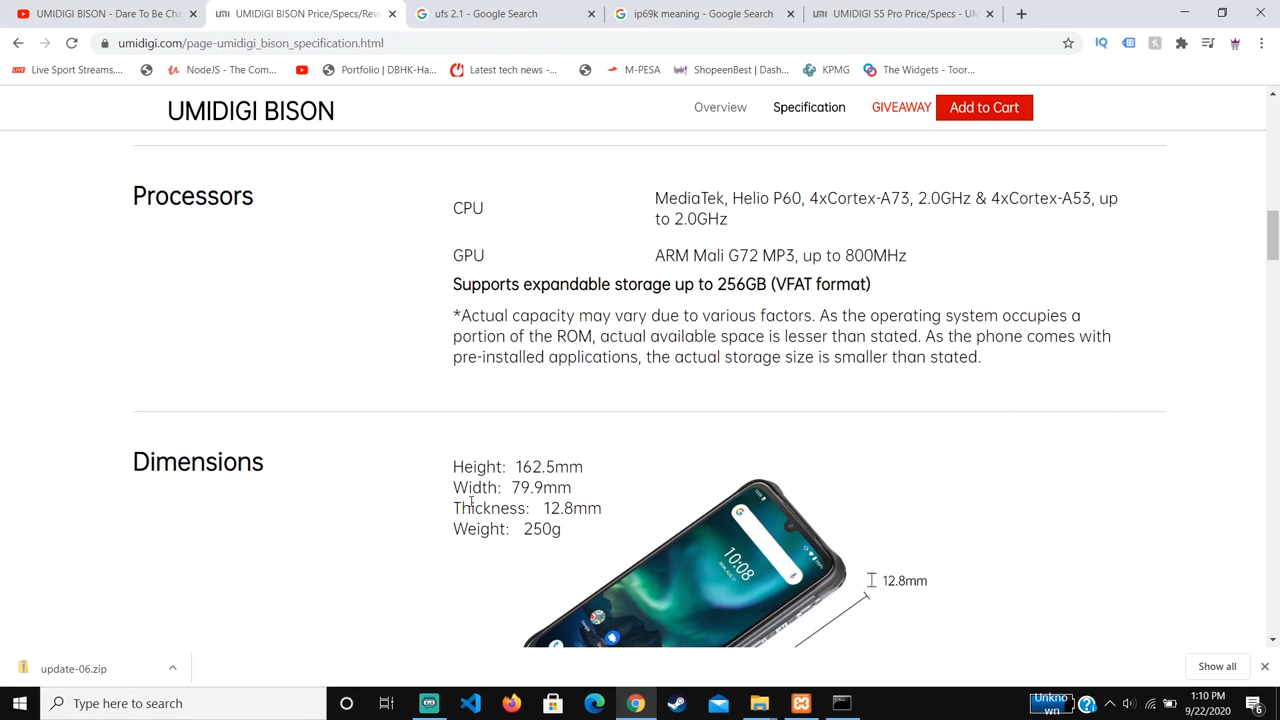 UMIDIGI BISON - Dare To Be Cha
UMIDIGI BISON Price/Specs/Rev
ufs 2.1 - Google Search
ip69k meaning - Google Search
UMIDIGI S5 Pro Price/Specs - UN
umidigi.com/page-umidigi_bison_specification.html
Live Sport Streams,...
NodeJS - The Com...
Portfolio | DBHK-Ha...
Latest tech news -...
M-PESA
ShopeenBest | Dash...
KPMG
The Widgets - Toor...
UMIDIGI BISON
Overview
Specification
GIVEAWAY
Add to Cart
Processors
CPU
MediaTek, Helio P60, 4xCortex-A73, 2.0GHz & 4xCortex-A53, up
to 2.0GHz
GPU
ARM Mali G72 MP3, up to 800MHz
Supports expandable storage up to 256GB (VFAT format)
*Actual capacity may vary due to various factors. As the operating system occupies a
portion of the ROM, actual available space is lesser than stated. As the phone comes with
pre-installed applications, the actual storage size is smaller than stated.
Dimensions
Height: 162.5mm
Width: 79.9mm
Thickness: 12.8mm
Weight: 250g
10:08
12.8mm
update-06.zip
Show all
Type here to search
Unkno
wn
1:10 PM
9/22/2020
6